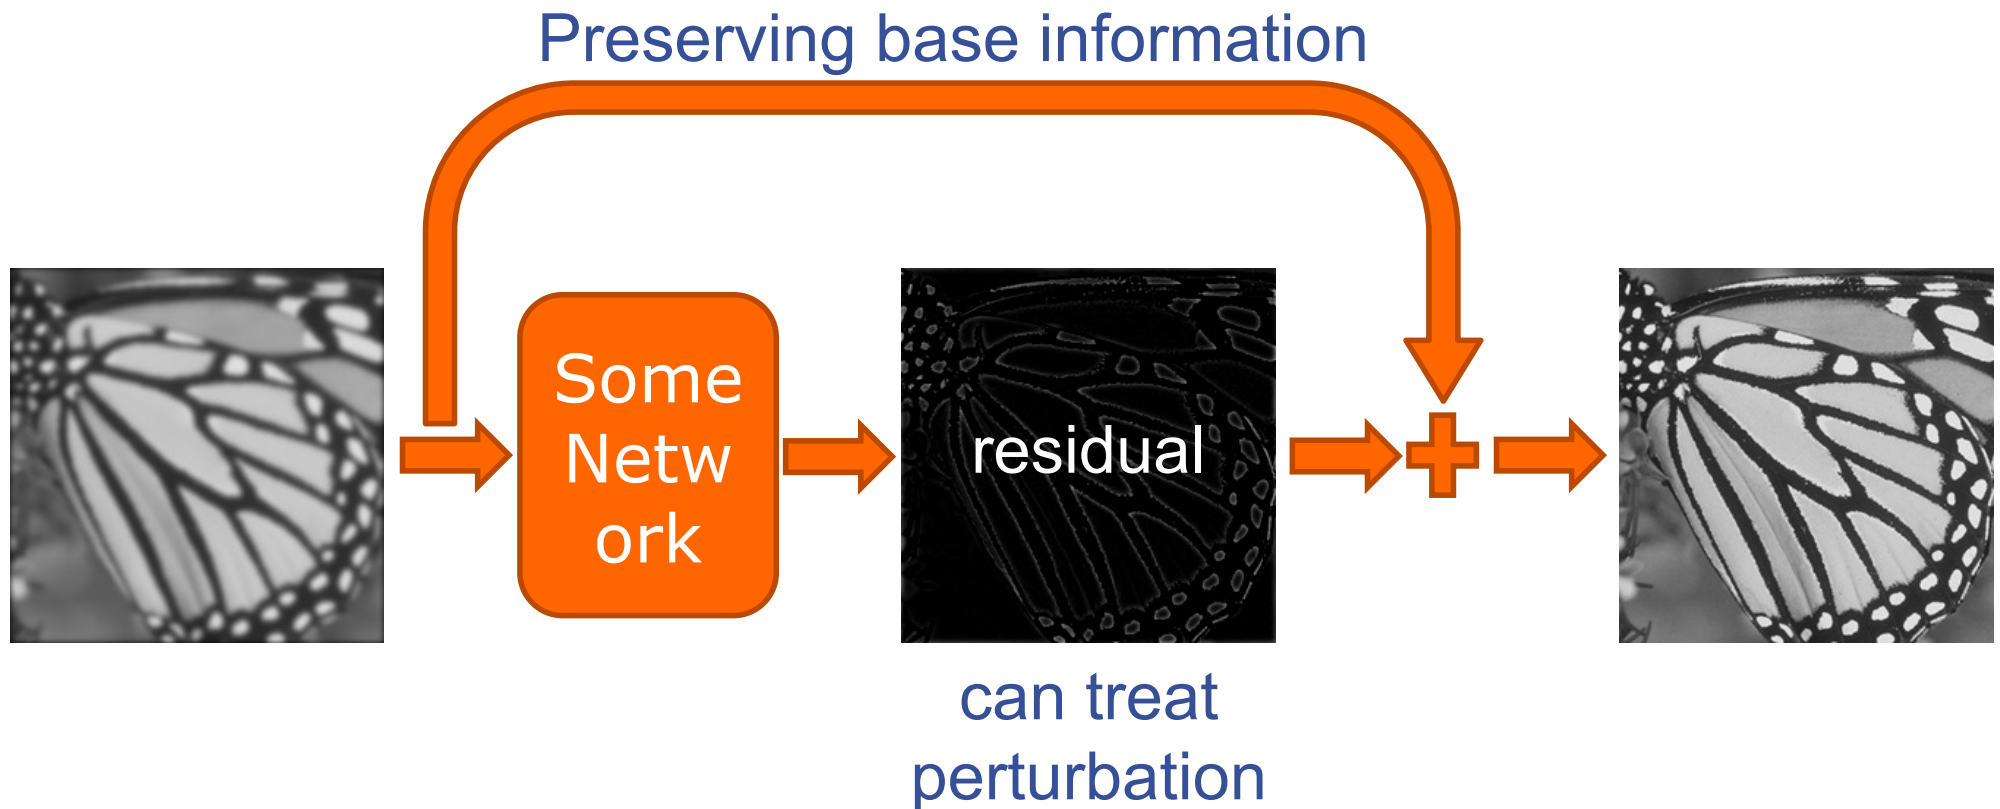 Preserving base information
Some
Netw
ork
residual
can treat
perturbation